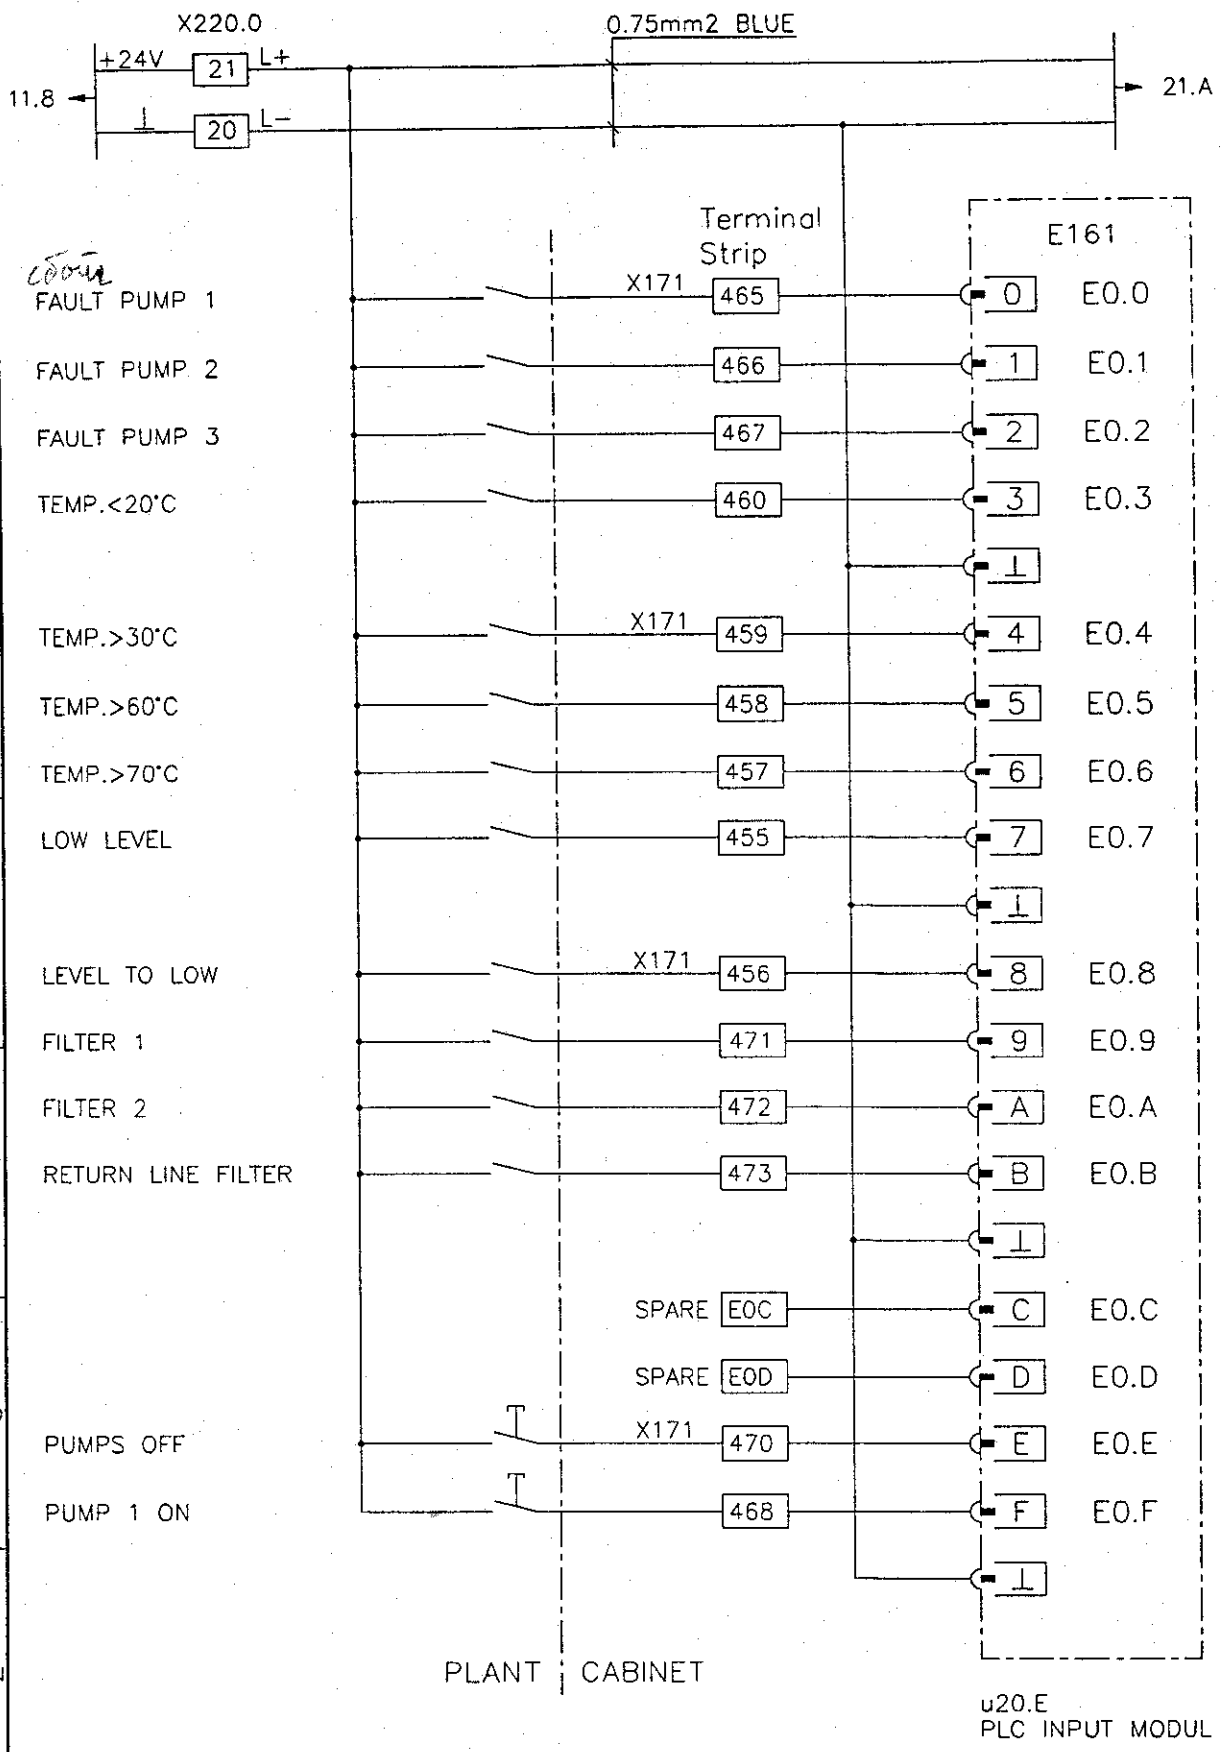 X220.0
0.75mm2 BLUE
+24V 21 L+
11.8
21.A
⊥ 20 L-
Terminal
Strip
E161
сбой
FAULT PUMP 1 X171 465 0 E0.0
FAULT PUMP 2 466 1 E0.1
FAULT PUMP 3 467 2 E0.2
TEMP.<20°C 460 3 E0.3
⊥
TEMP.>30°C X171 459 4 E0.4
TEMP.>60°C 458 5 E0.5
TEMP.>70°C 457 6 E0.6
LOW LEVEL 455 7 E0.7
⊥
LEVEL TO LOW X171 456 8 E0.8
FILTER 1 471 9 E0.9
FILTER 2 472 A E0.A
RETURN LINE FILTER 473 B E0.B
⊥
SPARE E0C C E0.C
SPARE E0D D E0.D
PUMPS OFF X171 470 E E0.E
PUMP 1 ON 468 F E0.F
⊥
PLANT CABINET
u20.E
PLC INPUT MODUL